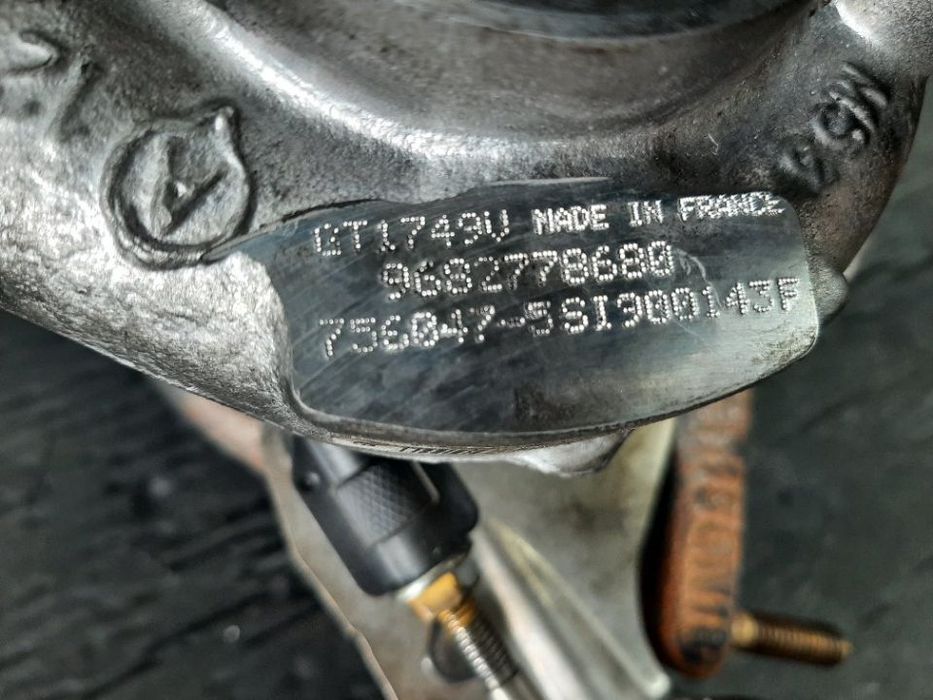 GT1749V MADE IN FRANCE
9682778680
756047-5SI900143F